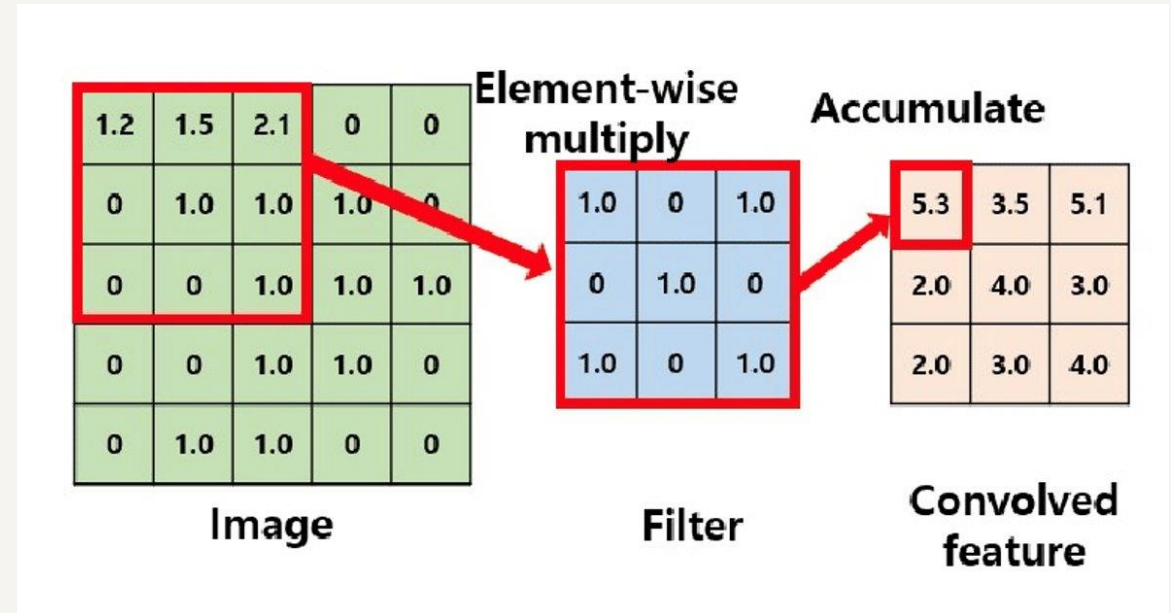 Element-wise
multiply
Accumulate
1.2 1.5 2.1 0 0
0 1.0 1.0 1.0 0
0 0 1.0 1.0 1.0
0 0 1.0 1.0 0
0 1.0 1.0 0 0
Image
1.0 0 1.0
0 1.0 0
1.0 0 1.0
Filter
5.3 3.5 5.1
2.0 4.0 3.0
2.0 3.0 4.0
Convolved
feature